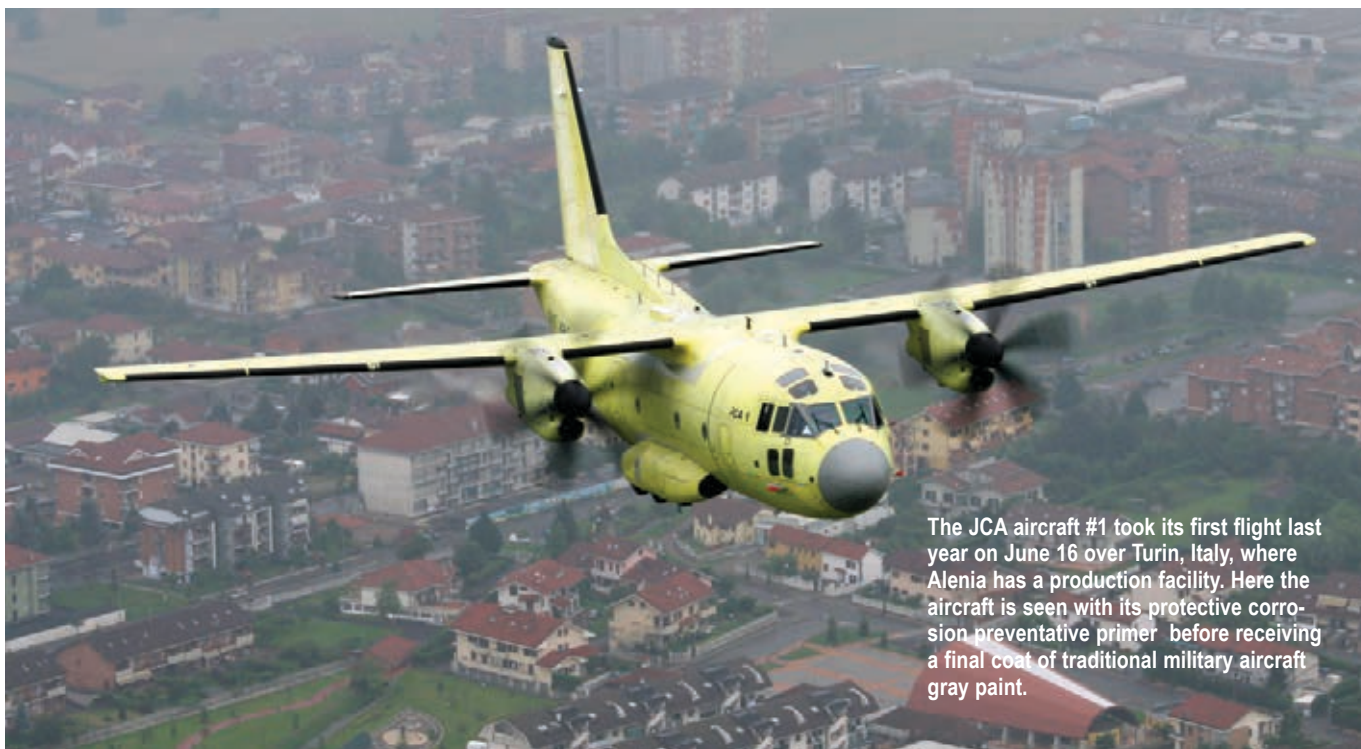 JCA 1
The JCA aircraft #1 took its first flight last
year on June 16 over Turin, Italy, where
Alenia has a production facility. Here the
aircraft is seen with its protective corro-
sion preventative primer before receiving
a final coat of traditional military aircraft
gray paint.